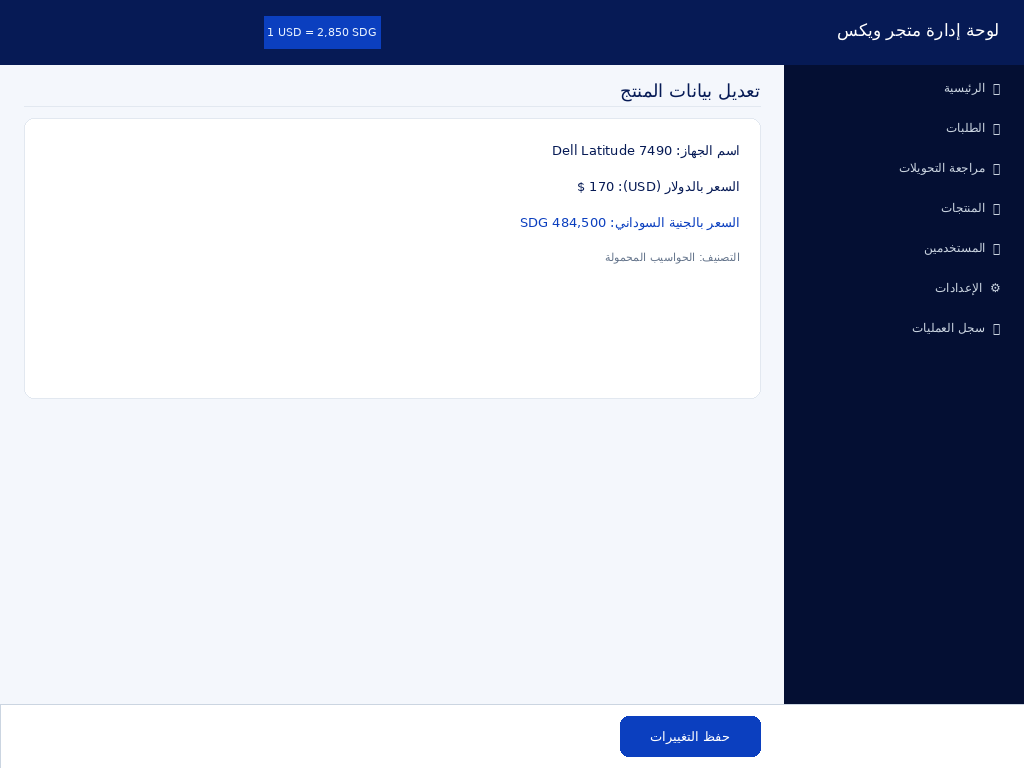 لوحة إدارة متجر ويكس
1 USD = 2,850 SDG
الرئيسية
الطلبات
مراجعة التحويلات
المنتجات
المستخدمين
⚙ الإعدادات
سجل العمليات
تعديل بيانات المنتج
اسم الجهاز: Dell Latitude 7490
السعر بالدولار (USD): 170 $
السعر بالجنية السوداني: 484,500 SDG
التصنيف: الحواسيب المحمولة
حفظ التغييرات